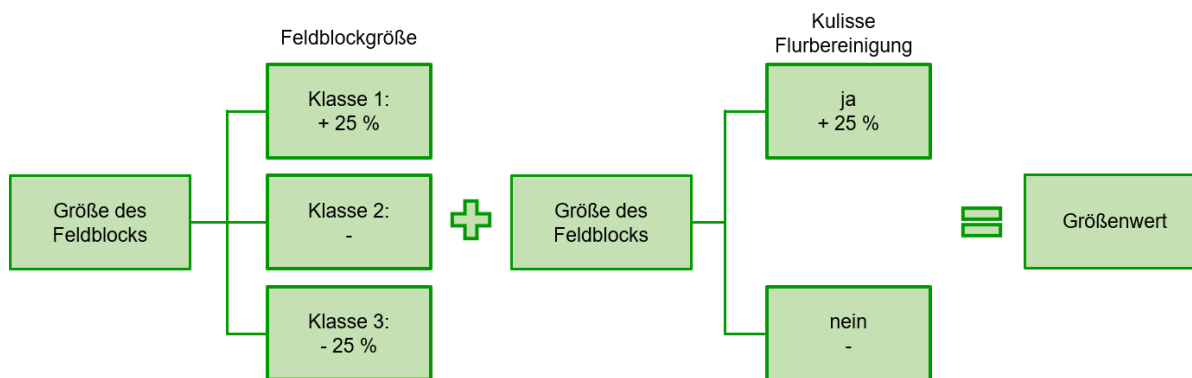 Feldblockgröße
Kulisse
Flurbereinigung
Klasse 1:
+ 25 %
ja
+ 25 %
Größe des
Feldblocks
Klasse 2:
-
Größe des
Feldblocks
Größenwert
Klasse 3:
- 25 %
nein
-